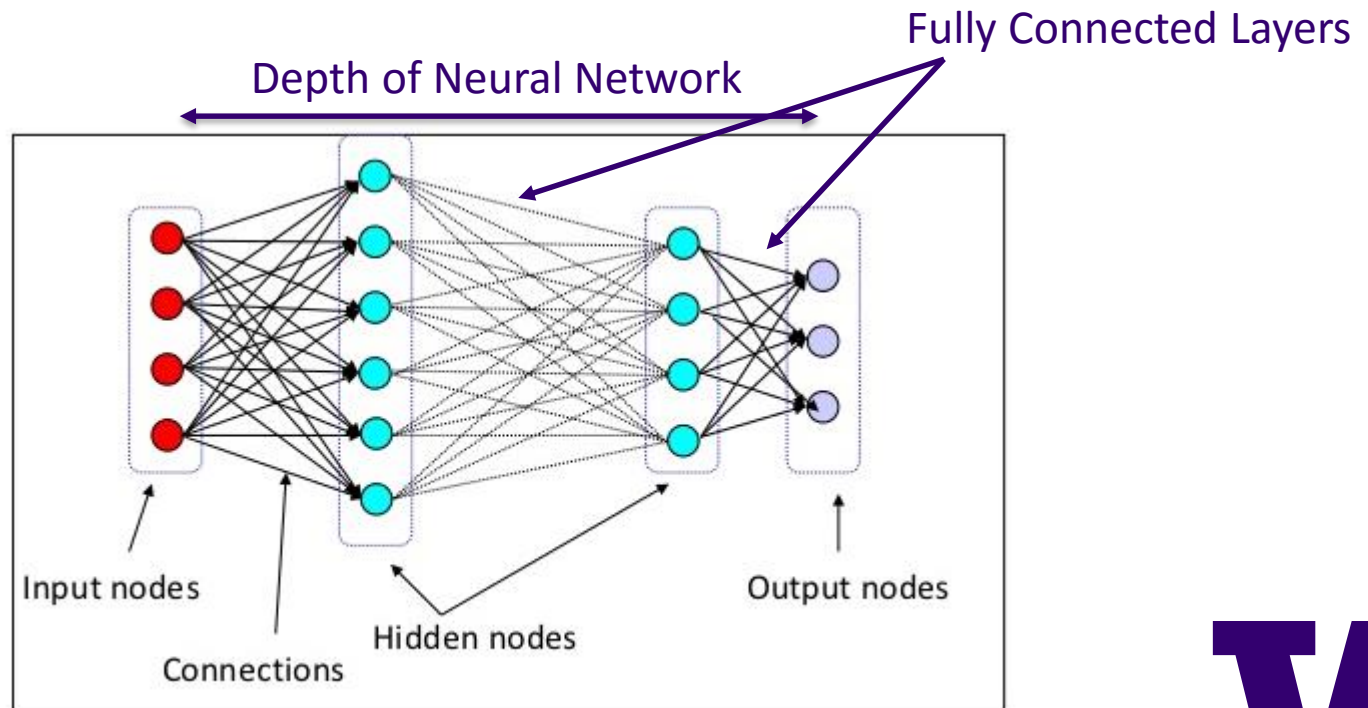 Fully Connected Layers
Depth of Neural Network
Input nodes
Output nodes
Hidden nodes
Connections